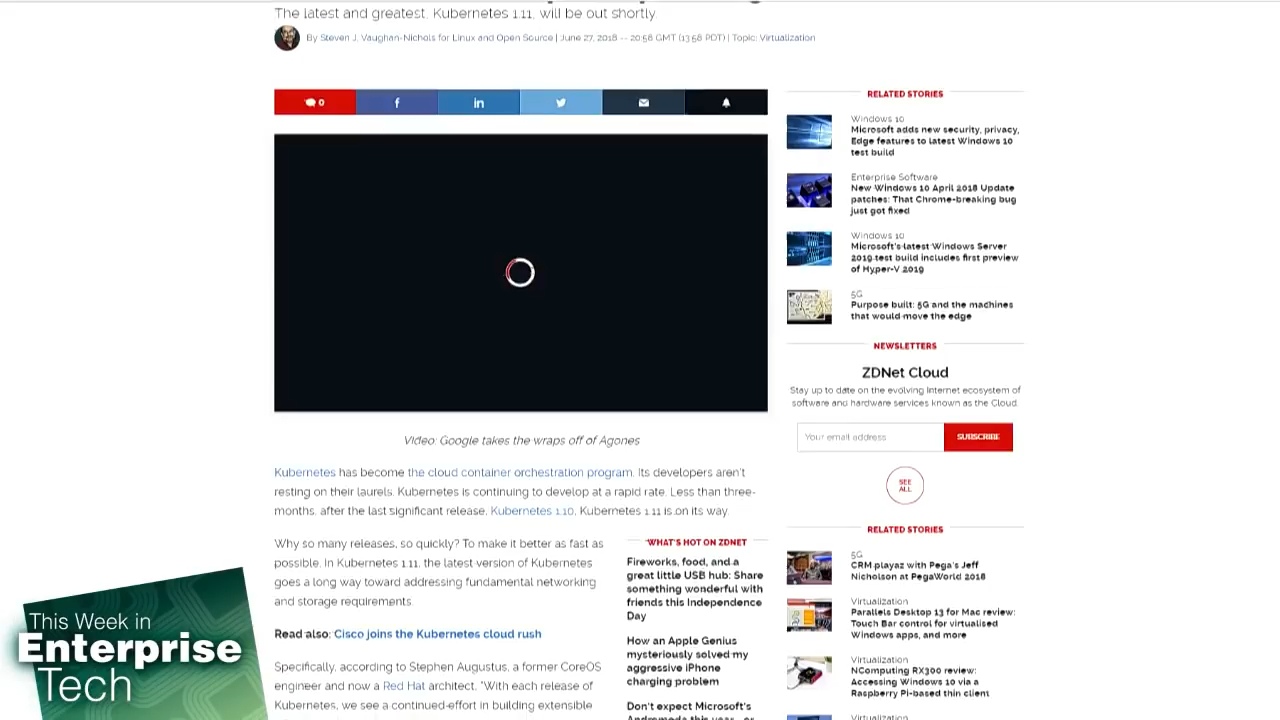 The latest and greatest, Kubernetes 1.11, will be out shortly.
By Steven J. Vaughan-Nichols for Linux and Open Source | June 27, 2018 -- 20:58 GMT (13:58 PDT) | Topic: Virtualization
0
f
in
Video: Google takes the wraps off of Agones
Kubernetes has become the cloud container orchestration program. Its developers aren't
resting on their laurels. Kubernetes is continuing to develop at a rapid rate. Less than three-
months, after the last significant release, Kubernetes 1.10, Kubernetes 1.11 is on its way.
Why so many releases, so quickly? To make it better as fast as
possible. In Kubernetes 1.11, the latest version of Kubernetes
goes a long way toward addressing fundamental networking
and storage requirements.
Read also: Cisco joins the Kubernetes cloud rush
Specifically, according to Stephen Augustus, a former CoreOS
engineer and now a Red Hat architect, "With each release of
Kubernetes, we see a continued effort in building extensible
WHAT'S HOT ON ZDNET
Fireworks, food, and a
great little USB hub: Share
something wonderful with
friends this Independence
Day
How an Apple Genius
mysteriously solved my
aggressive iPhone
charging problem
Don't expect Microsoft's
Andromeda this year - or
RELATED STORIES
Windows 10
Microsoft adds new security, privacy,
Edge features to latest Windows 10
test build
Enterprise Software
New Windows 10 April 2018 Update
patches: That Chrome-breaking bug
just got fixed
Windows 10
Microsoft's latest Windows Server
2019 test build includes first preview
of Hyper-V 2019
5G
Purpose built: 5G and the machines
that would move the edge
NEWSLETTERS
ZDNet Cloud
Stay up to date on the evolving Internet ecosystem of
software and hardware services known as the Cloud.
Your email address
SUBSCRIBE
SEE
ALL
RELATED STORIES
5G
CRM playaz with Pega's Jeff
Nicholson at PegaWorld 2018
Virtualization
Parallels Desktop 13 for Mac review:
Touch Bar control for virtualised
Windows apps, and more
Virtualization
NComputing RX300 review:
Accessing Windows 10 via a
Raspberry Pi-based thin client
Virtualization
This Week in
Enterprise
Tech